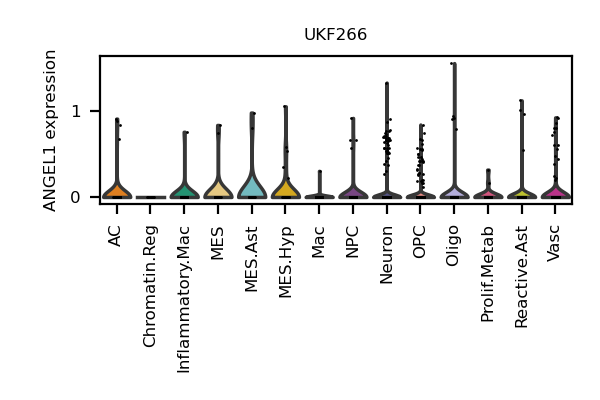 UKF266
ANGEL1 expression
1
0
AC
Chromatin.Reg
Inflammatory.Mac
MES
MES.Ast
MES.Hyp
Mac
NPC
Neuron
OPC
Oligo
Prolif.Metab
Reactive.Ast
Vasc